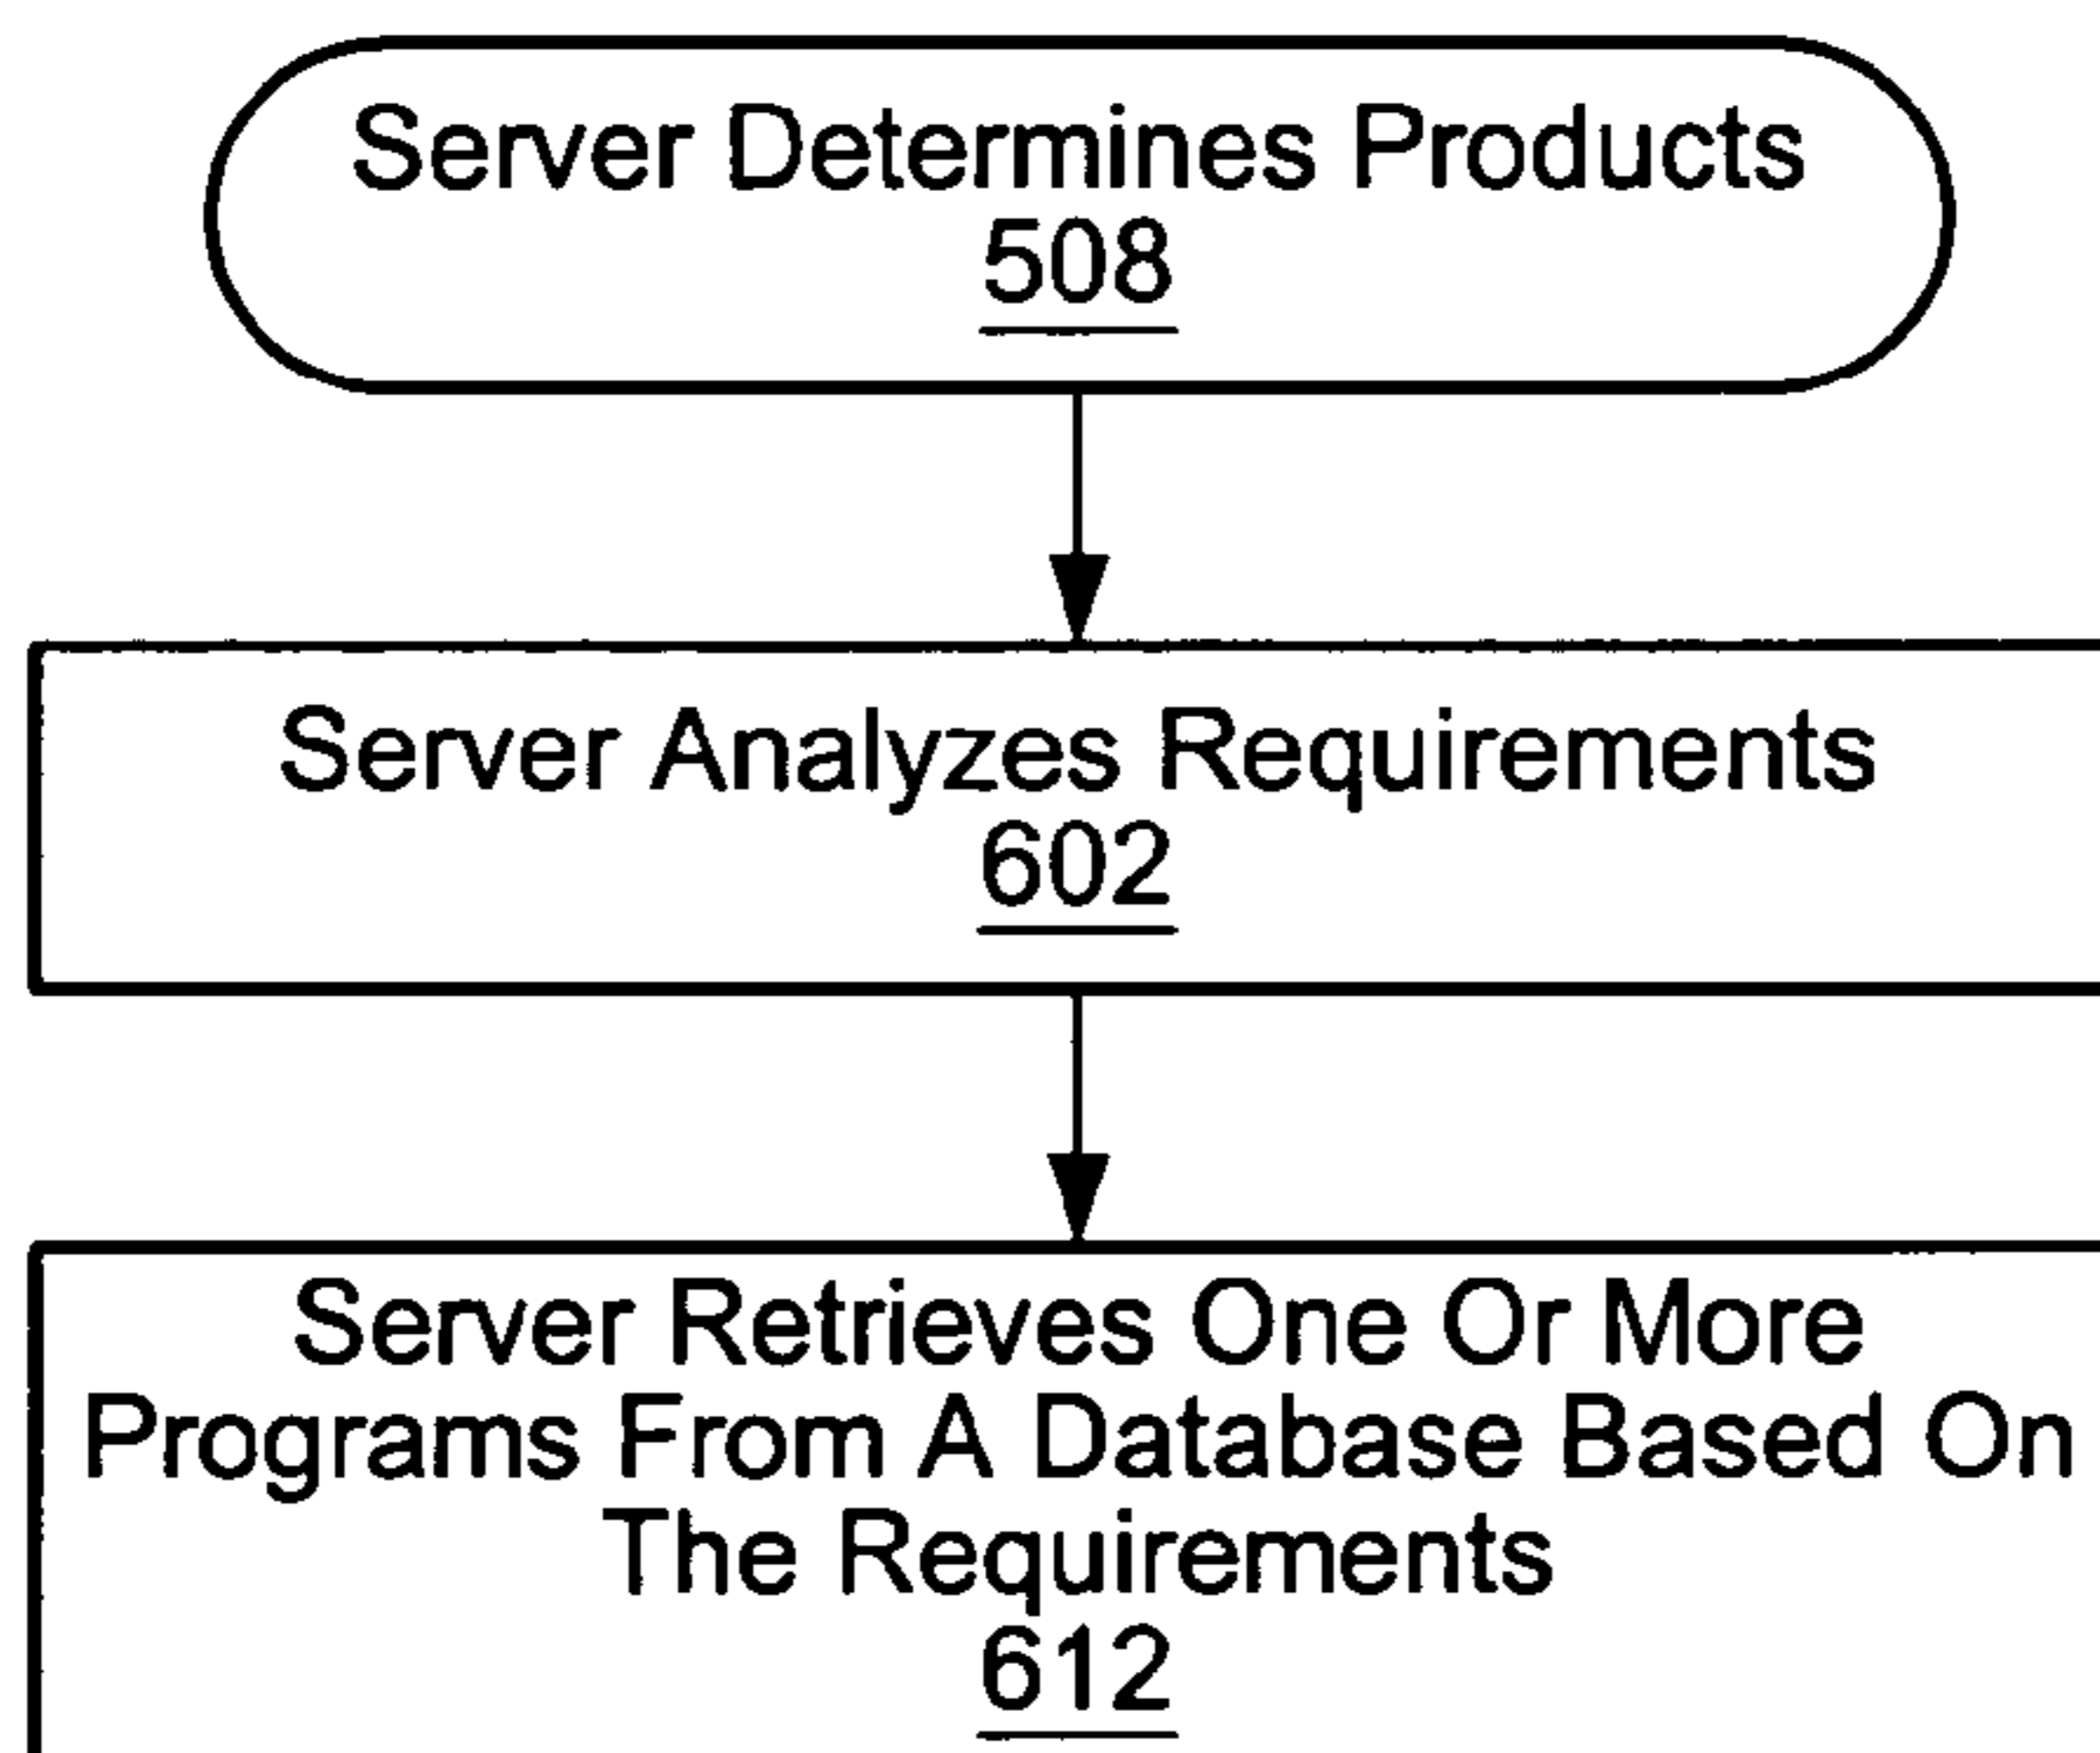 Server Determines Products
508
Server Analyzes Requirements
602
Server Retrieves One Or More
Programs From A Database Based On
The Requirements
612